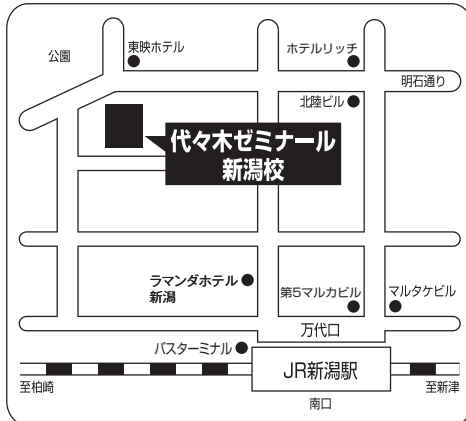 公園
東映ホテル
ホテルリッチ
明石通り
北陸ビル
代々木ゼミナール
新潟校
ラマンダホテル
新潟
第5マルカビル
マルタケビル
万代口
バスターミナル
JR新潟駅
至柏崎
至新津
南口